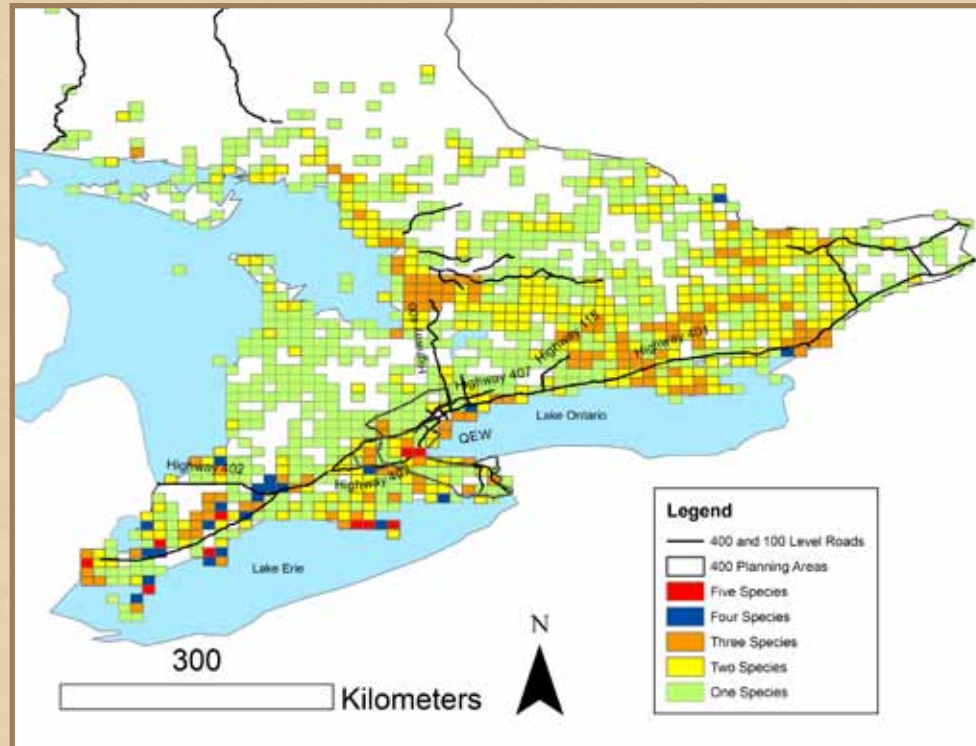 Highway 400
Highway 115
Highway 401
Highway 407
Lake Ontario
QEW
Highway 402
Highway 403
Lake Erie
N
300
Kilometers
Legend
400 and 100 Level Roads
400 Planning Areas
Five Species
Four Species
Three Species
Two Species
One Species